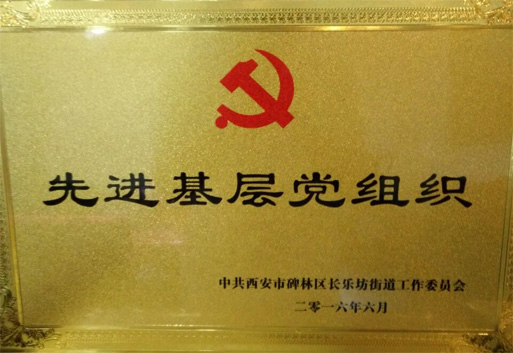 先进基层党组织
中共西安市碑林区长乐坊街道工作委员会
二零一六年六月